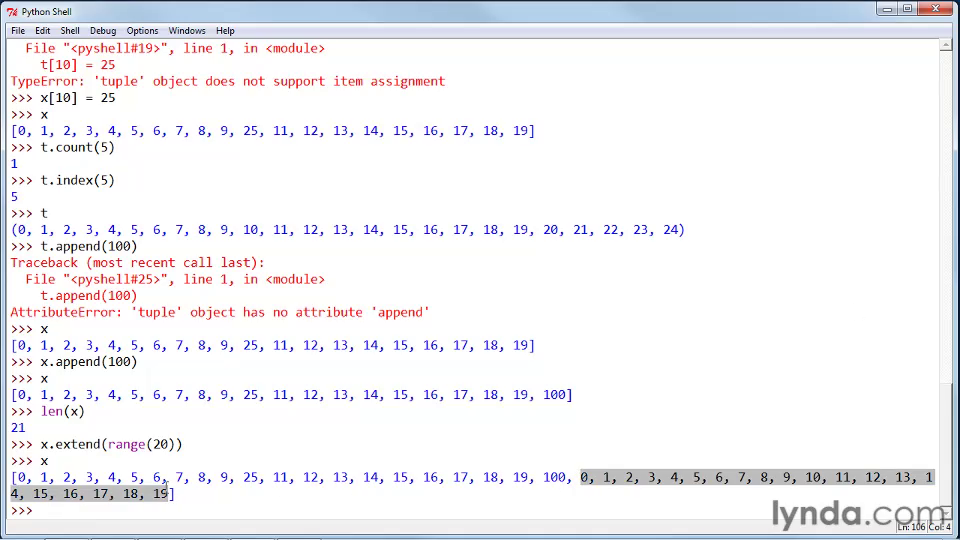 Python Shell
File Edit Shell Debug Options Windows Help
File "<pyshell#19>", line 1, in <module>
t[10] = 25
TypeError: 'tuple' object does not support item assignment
>>> x[10] = 25
>>> x
[0, 1, 2, 3, 4, 5, 6, 7, 8, 9, 25, 11, 12, 13, 14, 15, 16, 17, 18, 19]
>>> t.count(5)
1
>>> t.index(5)
5
>>> t
(0, 1, 2, 3, 4, 5, 6, 7, 8, 9, 10, 11, 12, 13, 14, 15, 16, 17, 18, 19, 20, 21, 22, 23, 24)
>>> t.append(100)
Traceback (most recent call last):
File "<pyshell#25>", line 1, in <module>
t.append(100)
AttributeError: 'tuple' object has no attribute 'append'
>>> x
[0, 1, 2, 3, 4, 5, 6, 7, 8, 9, 25, 11, 12, 13, 14, 15, 16, 17, 18, 19]
>>> x.append(100)
>>> x
[0, 1, 2, 3, 4, 5, 6, 7, 8, 9, 25, 11, 12, 13, 14, 15, 16, 17, 18, 19, 100]
>>> len(x)
21
>>> x.extend(range(20))
>>> x
[0, 1, 2, 3, 4, 5, 6, 7, 8, 9, 25, 11, 12, 13, 14, 15, 16, 17, 18, 19, 100, 0, 1, 2, 3, 4, 5, 6, 7, 8, 9, 10, 11, 12, 13, 1
4, 15, 16, 17, 18, 19]
>>>
lynda.com
Ln: 106 Col: 4